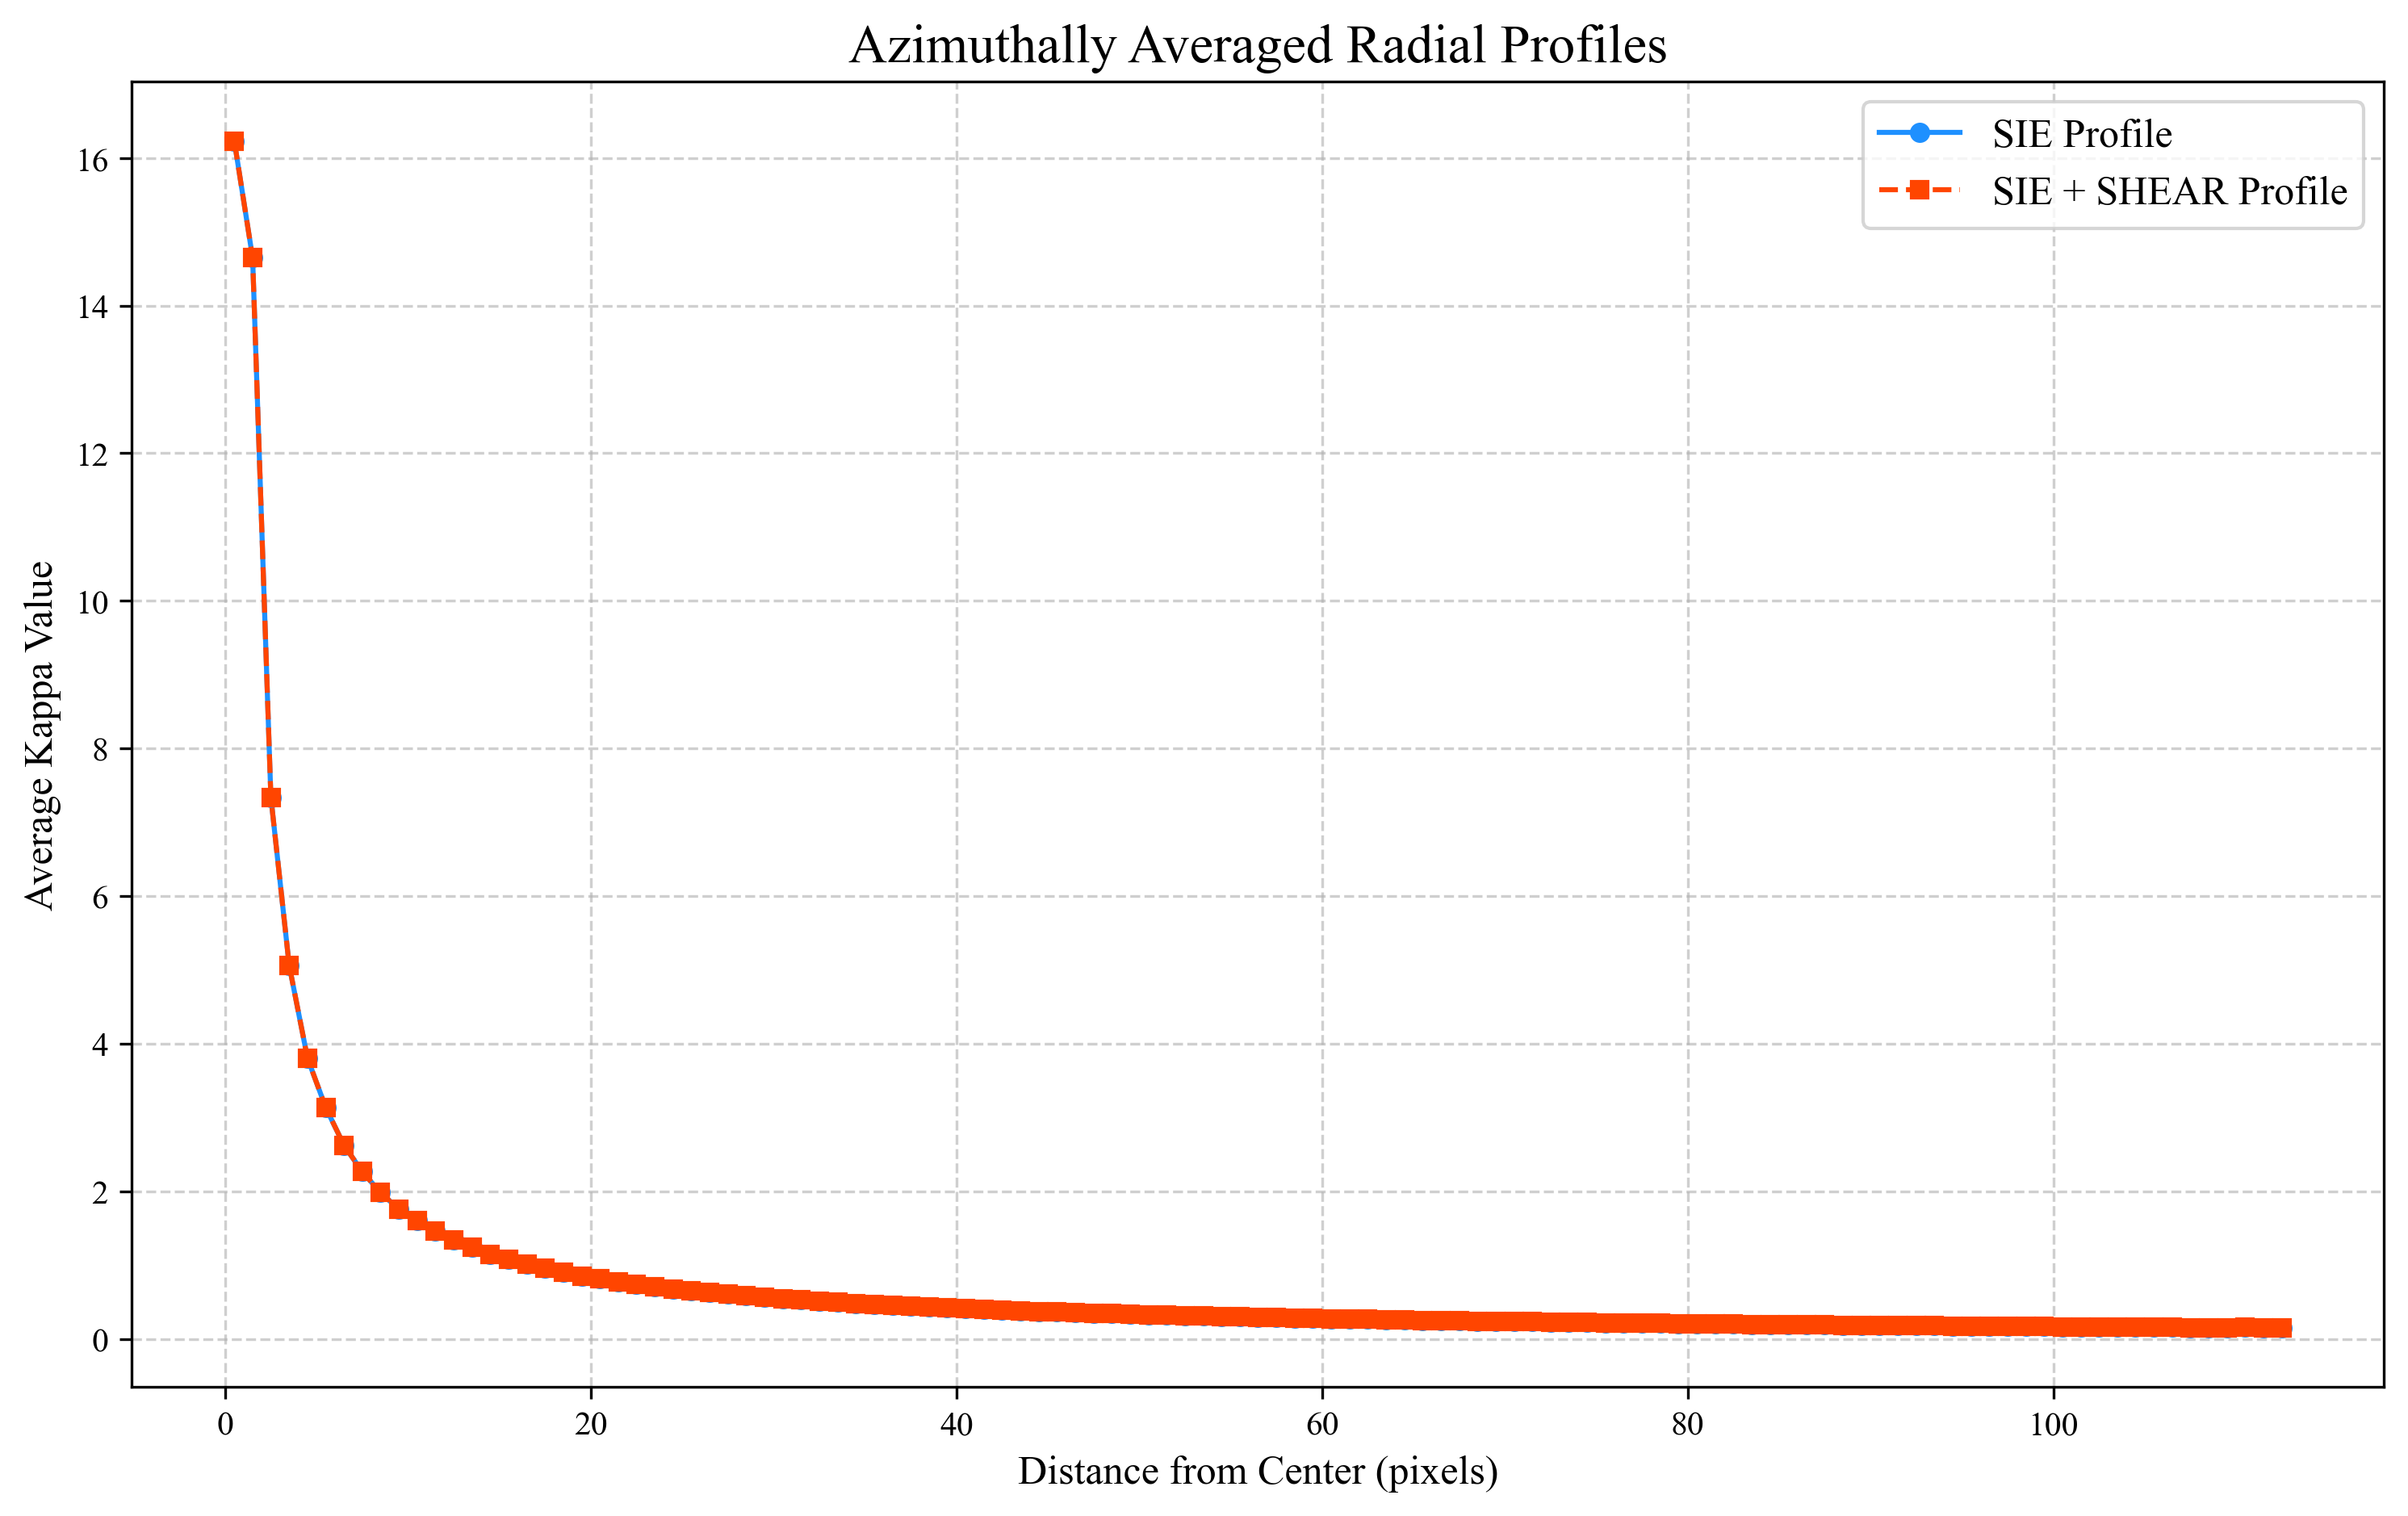 Azimuthally Averaged Radial Profiles
SIE Profile
SIE + SHEAR Profile
Average Kappa Value
16
14
12
10
8
6
4
2
0
0 20 40 60 80 100
Distance from Center (pixels)